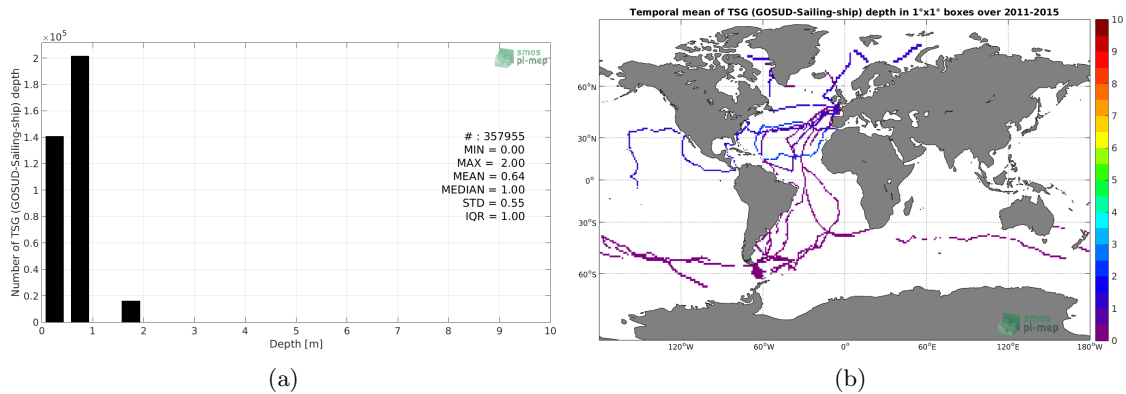 ×10⁵
2
1.8
1.6
1.4
1.2
1
0.8
0.6
0.4
0.2
0
Number of TSG (GOSUD-Sailing-ship) depth
smos
pi-mep
# : 357955
MIN = 0.00
MAX = 2.00
MEAN = 0.64
MEDIAN = 1.00
STD = 0.55
IQR = 1.00
0 1 2 3 4 5 6 7 8 9 10
Depth [m]
(a)
Temporal mean of TSG (GOSUD-Sailing-ship) depth in 1°x1° boxes over 2011-2015
60°N
30°N
0°
30°S
60°S
120°W 60°W 0° 60°E 120°E 180°W
smos
pi-mep
10
9
8
7
6
5
4
3
2
1
0
(b)